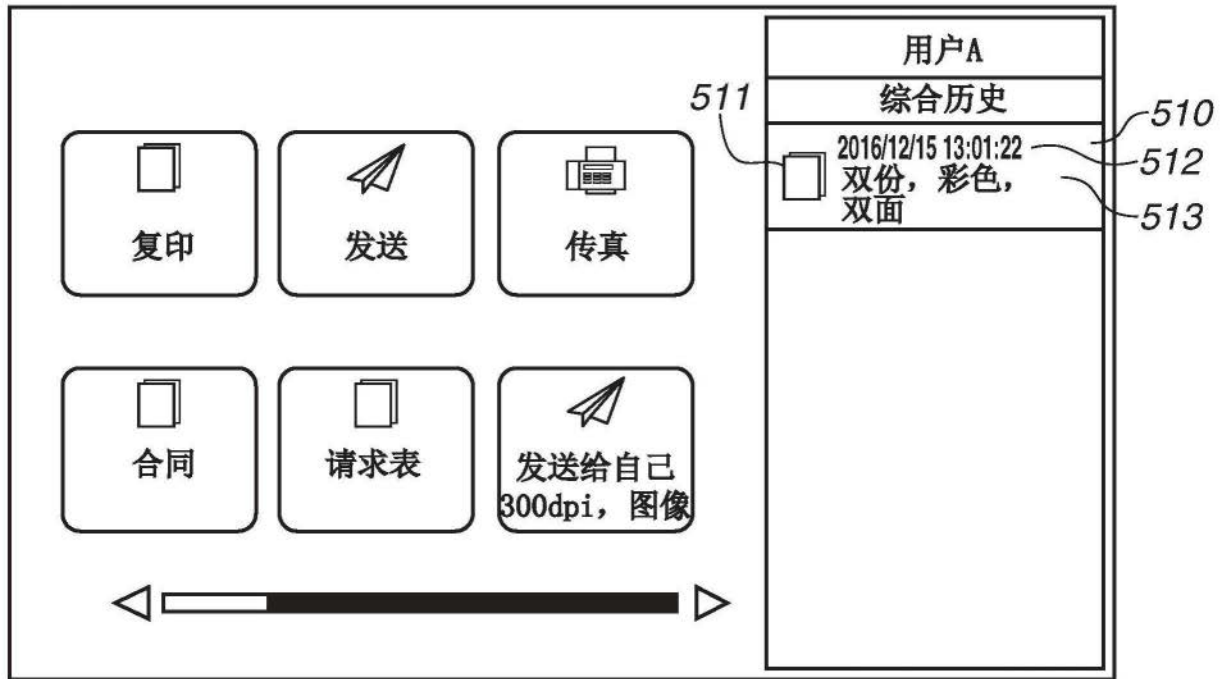 用户A
综合历史
511
510
2016/12/15 13:01:22
512
双份，彩色，
双面
513
复印
发送
传真
合同
请求表
发送给自己
300dpi，图像